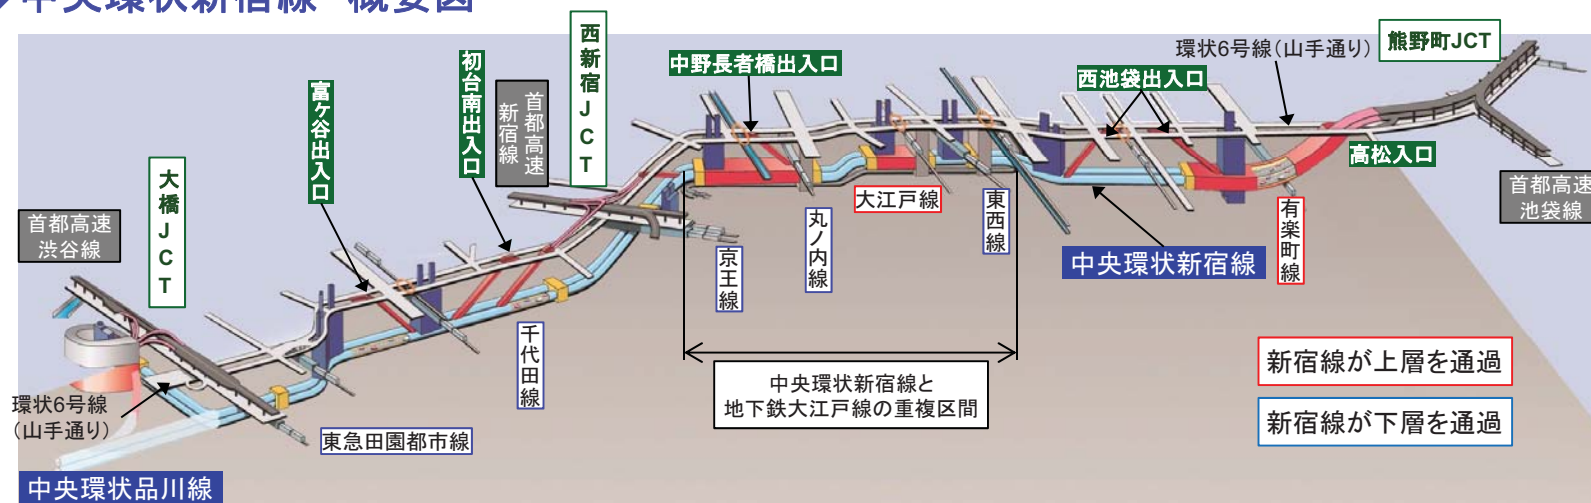 中央環状新宿線 概要図
西新宿JCT
熊野町JCT
環状6号線(山手通り)
初台南出入口
中野長者橋出入口
西池袋出入口
富ヶ谷出入口
首都高速
新宿線
高松入口
大橋JCT
首都高速
池袋線
大江戸線
東西線
有楽町線
首都高速
渋谷線
丸ノ内線
京王線
中央環状新宿線
千代田線
新宿線が上層を通過
中央環状新宿線と
地下鉄大江戸線の重複区間
環状6号線
(山手通り)
新宿線が下層を通過
東急田園都市線
中央環状品川線